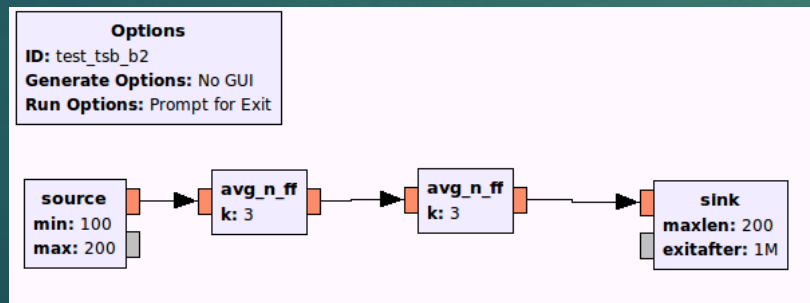 Options
ID: test_tsb_b2
Generate Options: No GUI
Run Options: Prompt for Exit
source
min: 100
max: 200
avg_n_ff
k: 3
avg_n_ff
k: 3
sink
maxlen: 200
exitafter: 1M